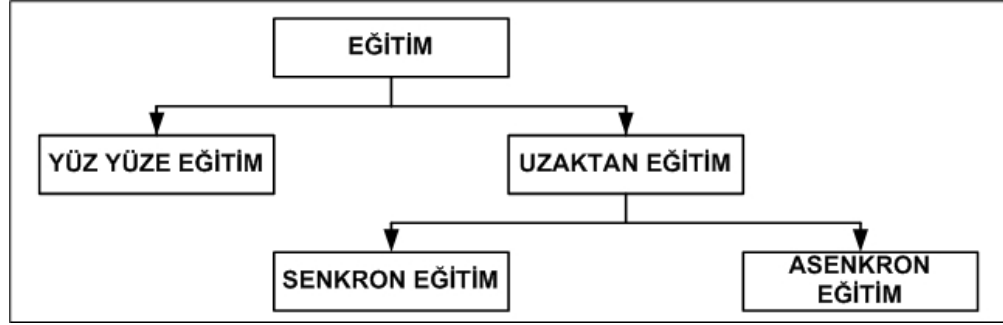 EĞİTİM
YÜZ YÜZE EĞİTİM
UZAKTAN EĞİTİM
SENKRON EĞİTİM
ASENKRON
EĞİTİM